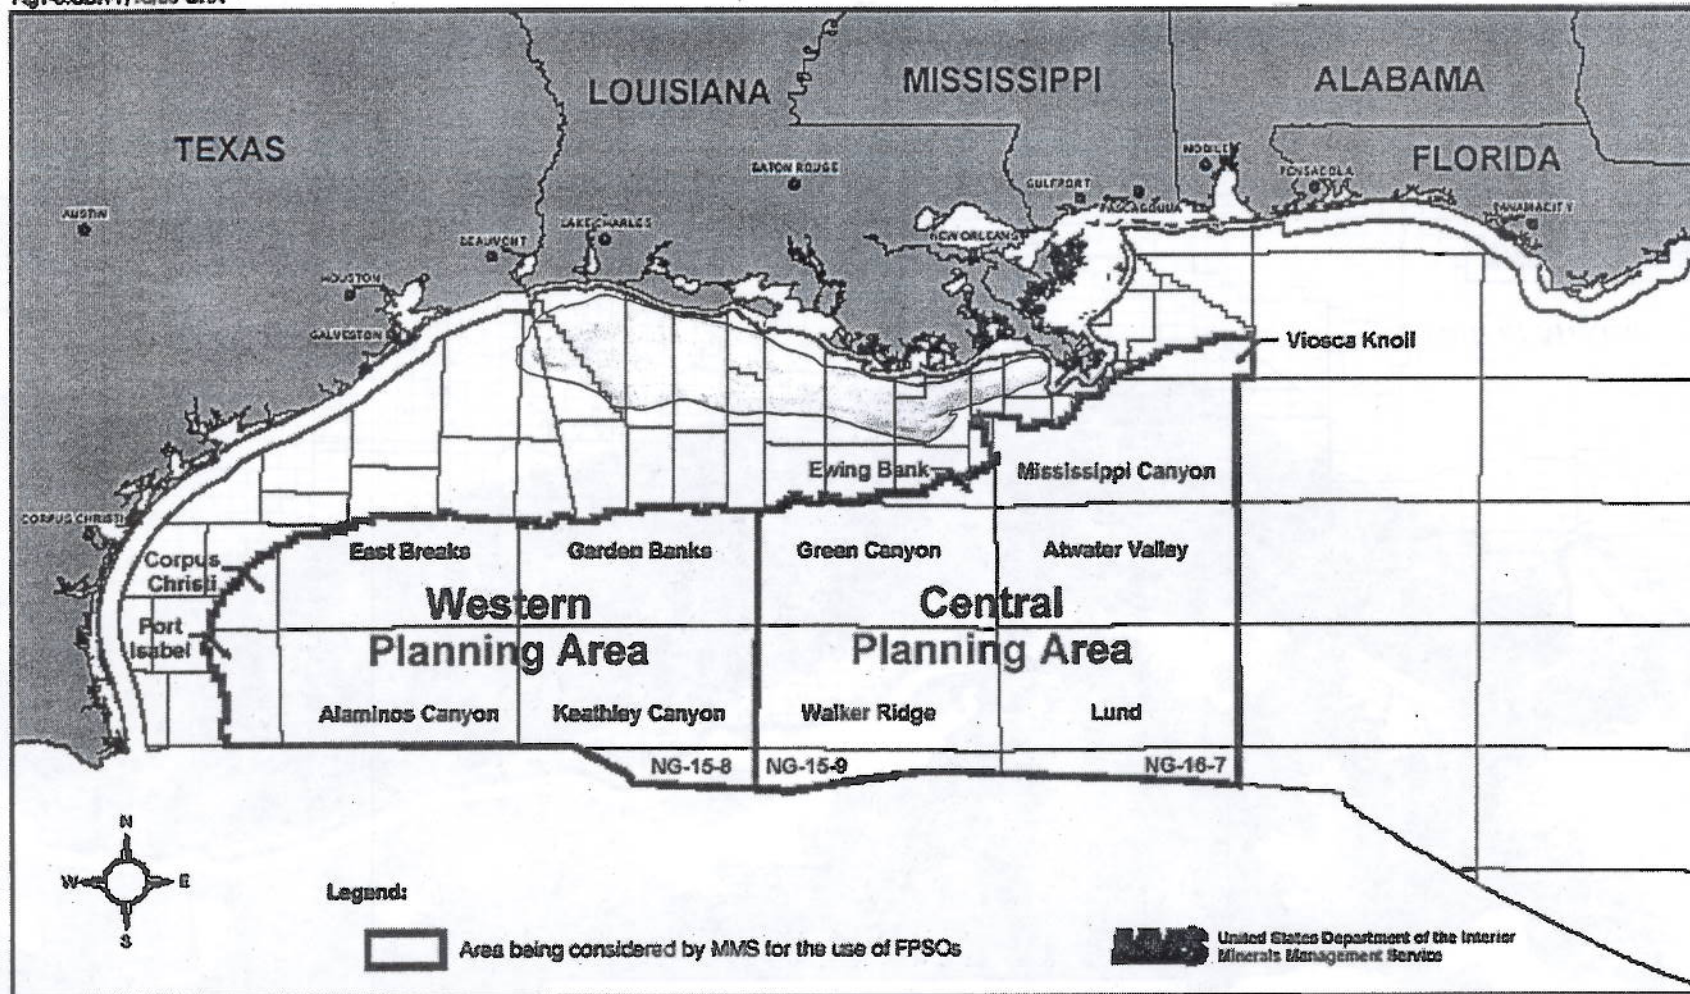 LOUISIANA
MISSISSIPPI
ALABAMA
TEXAS
FLORIDA
MOBILE
BATON ROUGE
PENSACOLA
GULFPORT
PASCAGOULA
PANAMA CITY
AUSTIN
LAKE CHARLES
NEW ORLEANS
BEAUMONT
HOUSTON
GALVESTON
Viosca Knoll
Ewing Bank
Mississippi Canyon
CORPUS CHRISTI
East Breaks
Garden Banks
Green Canyon
Atwater Valley
Corpus
Christi
Western
Planning Area
Central
Planning Area
Port
Isabel
Alaminos Canyon
Keathley Canyon
Walker Ridge
Lund
NG-15-8
NG-15-9
NG-16-7
N
W
E
S
Legend:
Area being considered by MMS for the use of FPSOs
MMS
United States Department of the Interior
Minerals Management Service